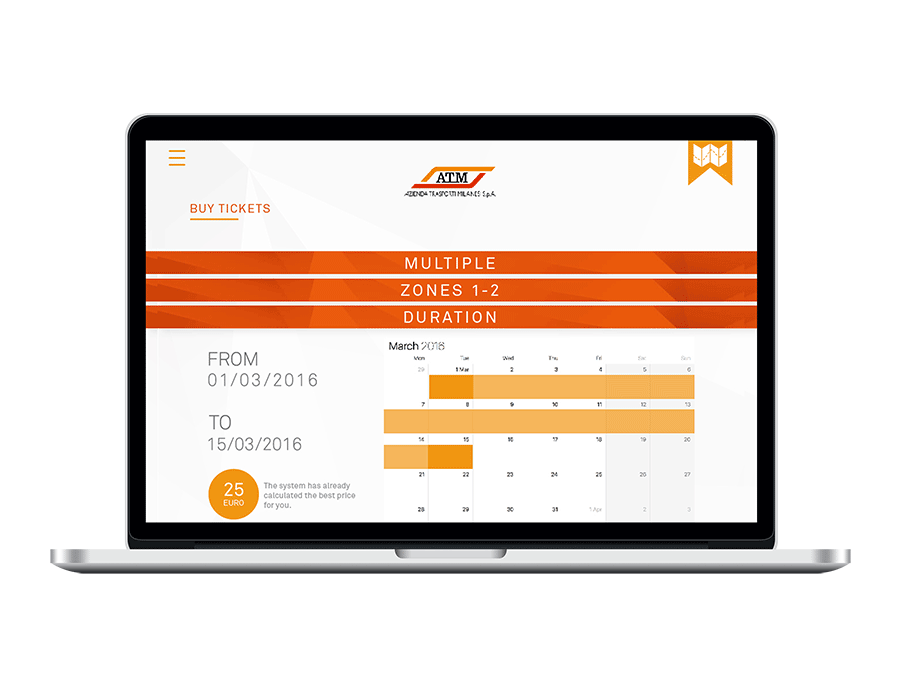 ATM
AZIENDA TRASPORTI MILANESI S.p.A.
BUY TICKETS
MULTIPLE
ZONES 1-2
DURATION
FROM
01/03/2016
TO
15/03/2016
25
EURO
The system has already
calculated the best price
for you.
March 2016
Mon Tue Wed Thu Fri Sat Sun
29 1 Mar 2 3 4 5 6
7 8 9 10 11 12 13
14 15 16 17 18 19 20
21 22 23 24 25 26 27
28 29 30 31 1 Apr 2 3